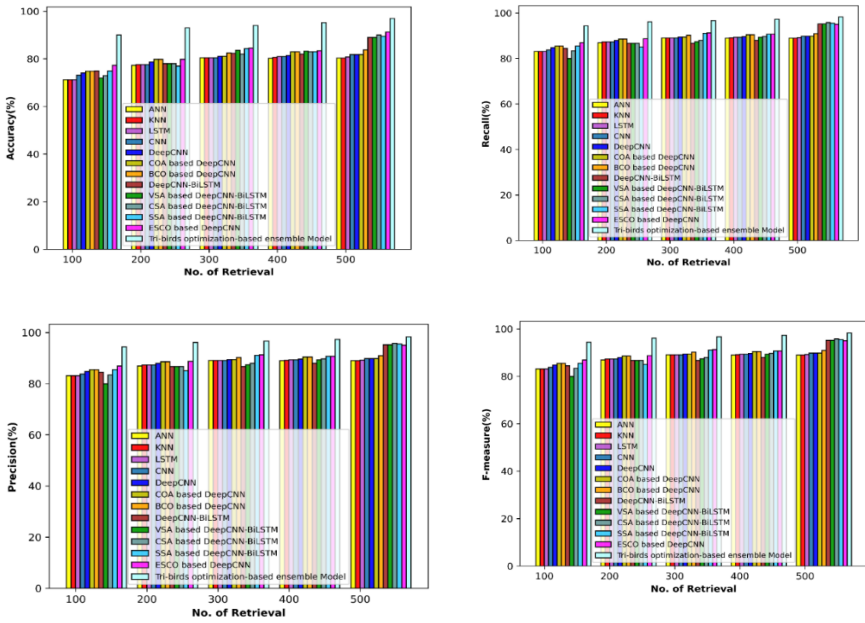 Accuracy(%)
100
80
60
40
20
0
ANN
KNN
LSTM
CNN
DeepCNN
COA based DeepCNN
BCO based DeepCNN
DeepCNN-BiLSTM
VSA based DeepCNN-BiLSTM
CSA based DeepCNN-BiLSTM
SSA based DeepCNN-BiLSTM
ESCO based DeepCNN
Tri-birds optimization-based ensemble Model
100 200 300 400 500
No. of Retrieval
Recall(%)
100
80
60
40
20
0
ANN
KNN
LSTM
CNN
DeepCNN
COA based DeepCNN
BCO based DeepCNN
DeepCNN-BiLSTM
VSA based DeepCNN-BiLSTM
CSA based DeepCNN-BiLSTM
SSA based DeepCNN-BiLSTM
ESCO based DeepCNN
Tri-birds optimization-based ensemble Model
100 200 300 400 500
No. of Retrieval
Precision(%)
100
80
60
40
20
0
ANN
KNN
LSTM
CNN
DeepCNN
COA based DeepCNN
BCO based DeepCNN
DeepCNN-BiLSTM
VSA based DeepCNN-BiLSTM
CSA based DeepCNN-BiLSTM
SSA based DeepCNN-BiLSTM
ESCO based DeepCNN
Tri-birds optimization-based ensemble Model
100 200 300 400 500
No. of Retrieval
F-measure(%)
100
80
60
40
20
0
ANN
KNN
LSTM
CNN
DeepCNN
COA based DeepCNN
BCO based DeepCNN
DeepCNN-BiLSTM
VSA based DeepCNN-BiLSTM
CSA based DeepCNN-BiLSTM
SSA based DeepCNN-BiLSTM
ESCO based DeepCNN
Tri-birds optimization-based ensemble Model
100 200 300 400 500
No. of Retrieval